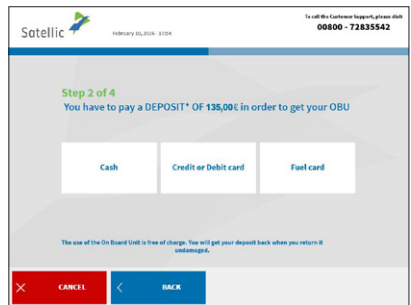 Satellic
February 10, 2016 - 17:04
To call the Customer Support, please dial:
00800 - 72835542
Step 2 of 4
You have to pay a DEPOSIT* OF 135,00€ in order to get your OBU
Cash
Credit or Debit card
Fuel card
The use of the On Board Unit is free of charge. You will get your deposit back when you return it
undamaged.
CANCEL
BACK